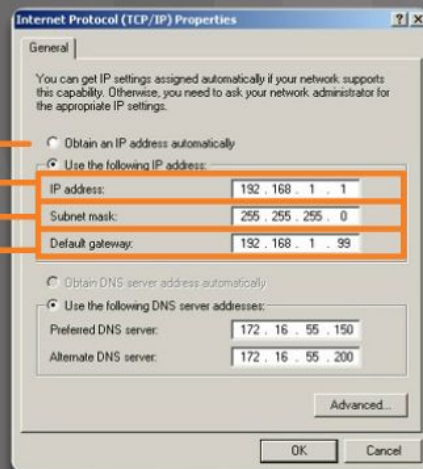 Internet Protocol (TCP/IP) Properties
General
You can get IP settings assigned automatically if your network supports
this capability. Otherwise, you need to ask your network administrator for
the appropriate IP settings.
Obtain an IP address automatically
Use the following IP address:
IP address: 192 . 168 . 1 . 1
Subnet mask: 255 . 255 . 255 . 0
Default gateway: 192 . 168 . 1 . 99
Obtain DNS server address automatically
Use the following DNS server addresses:
Preferred DNS server: 172 . 16 . 55 . 150
Alternate DNS server: 172 . 16 . 55 . 200
Advanced...
OK Cancel